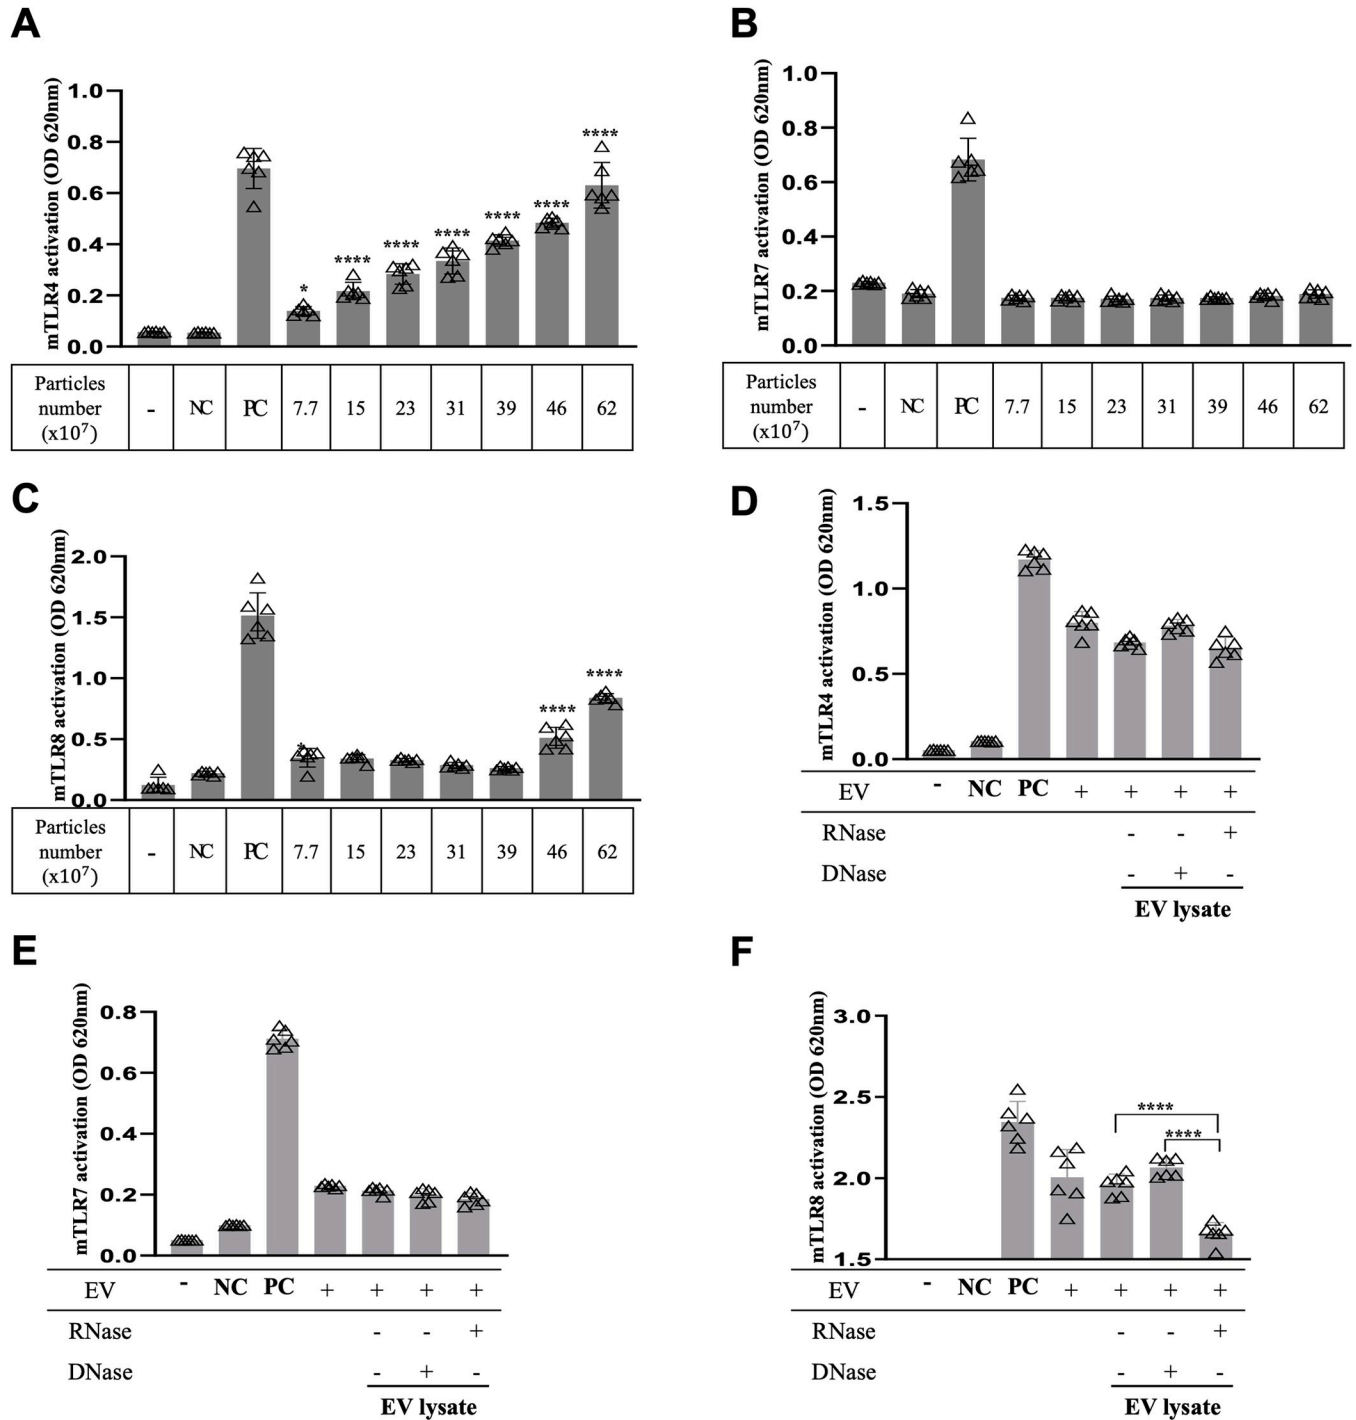 A
mTLR4 activation (OD 620nm)
1.0
0.8
0.6
0.4
0.2
0.0
*
****
****
****
****
****
****
Particles number (x10⁷) - NC PC 7.7 15 23 31 39 46 62
B
mTLR7 activation (OD 620nm)
1.0
0.8
0.6
0.4
0.2
0.0
Particles number (x10⁷) - NC PC 7.7 15 23 31 39 46 62
C
mTLR8 activation (OD 620nm)
2.0
1.5
1.0
0.5
0.0
*
****
****
Particles number (x10⁷) - NC PC 7.7 15 23 31 39 46 62
D
mTLR4 activation (OD 620nm)
1.5
1.0
0.5
0.0
EV - NC PC + + + +
RNase - - +
DNase - + -
EV lysate
E
mTLR7 activation (OD 620nm)
0.8
0.6
0.4
0.2
0.0
EV - NC PC + + + +
RNase - - +
DNase - + -
EV lysate
F
mTLR8 activation (OD 620nm)
3.0
2.5
2.0
1.5
****
****
EV - NC PC + + + +
RNase - - +
DNase - + -
EV lysate